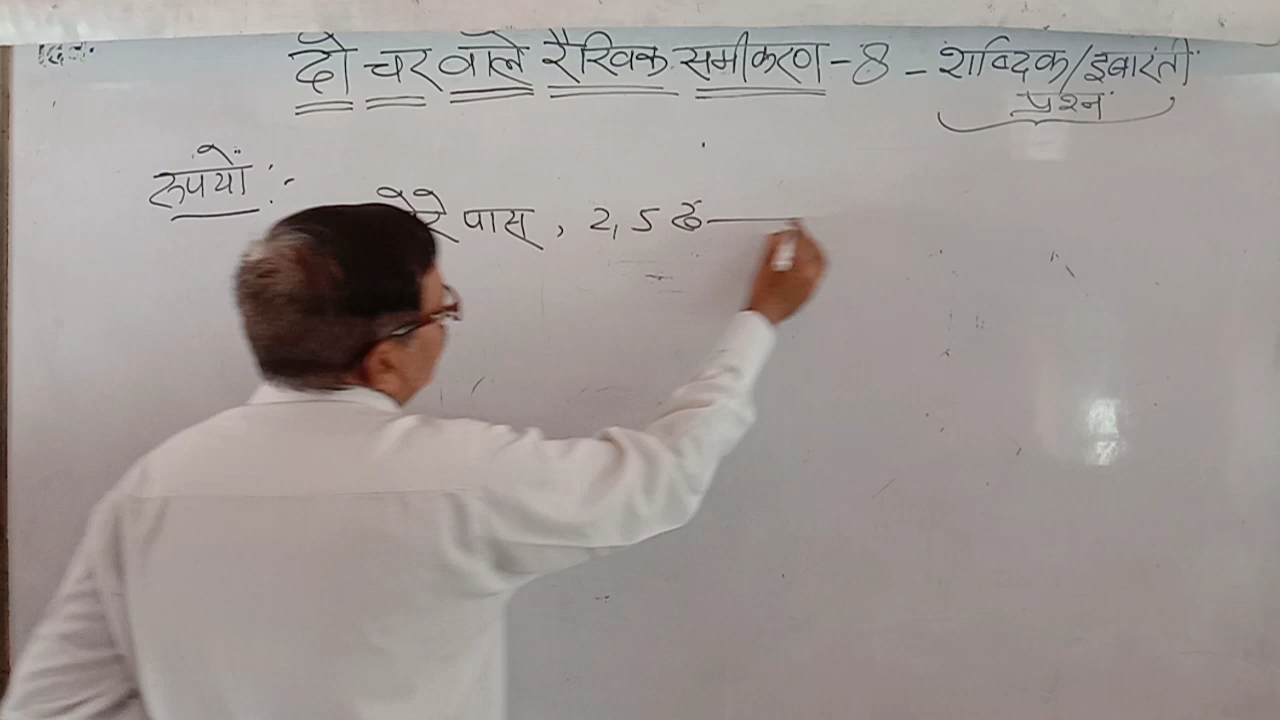 दो चर वाले रैखिक समीकरण - 8 - शाब्दिक/इबारती
प्रश्न
रुपयों :-
पास, 2, 5 के